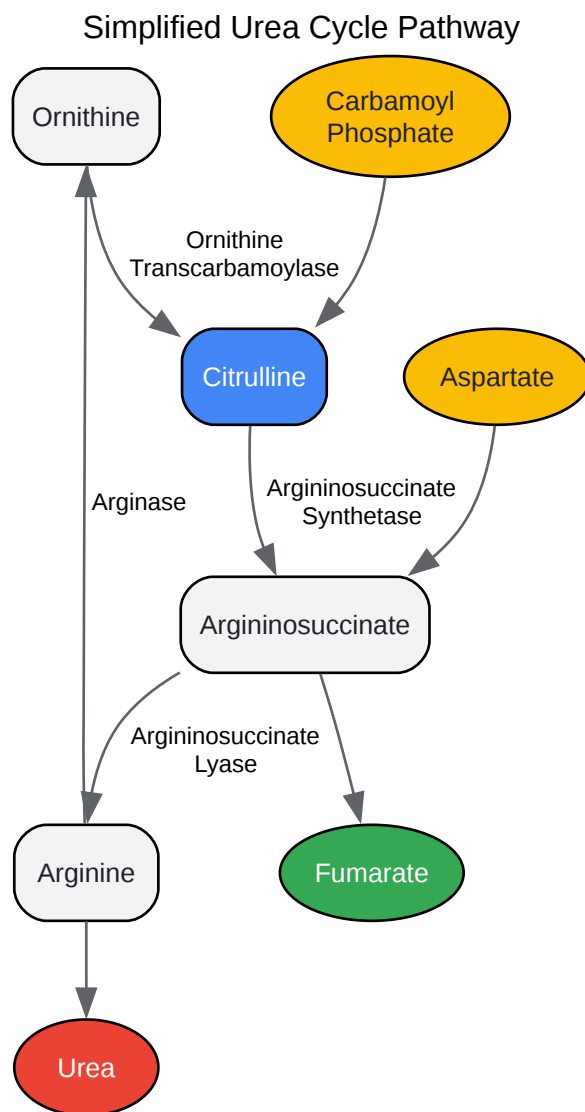 Simplified Urea Cycle Pathway
Ornithine
Carbamoyl
Phosphate
Ornithine
Transcarbamoylase
Citrulline
Aspartate
Arginase
Argininosuccinate
Synthetase
Argininosuccinate
Argininosuccinate
Lyase
Arginine
Fumarate
Urea